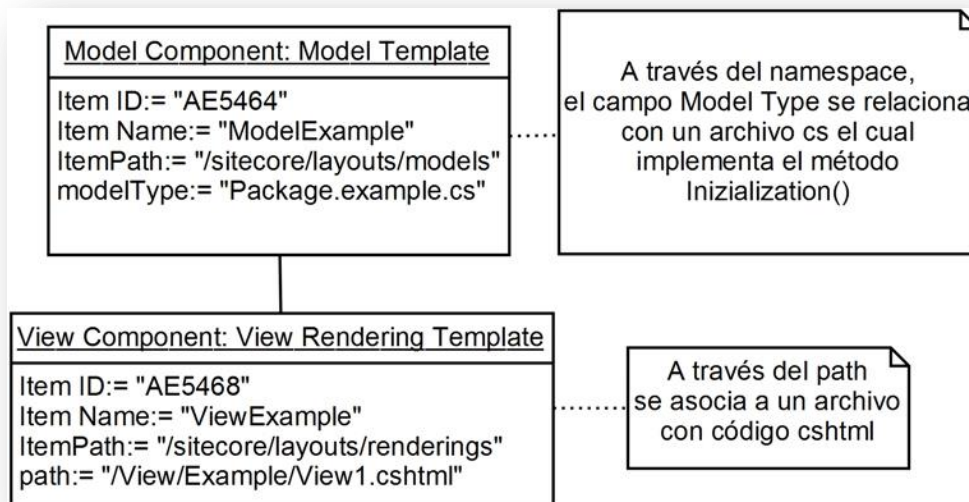 Model Component: Model Template
Item ID:= "AE5464"
Item Name:= "ModelExample"
ItemPath:= "/sitecore/layouts/models"
modelType:= "Package.example.cs"
A través del namespace,
el campo Model Type se relaciona
con un archivo cs el cual
implementa el método
Inizialization()
View Component: View Rendering Template
Item ID:= "AE5468"
Item Name:= "ViewExample"
ItemPath:= "/sitecore/layouts/renderings"
path:= "/View/Example/View1.cshtml"
A través del path
se asocia a un archivo
con código cshtml